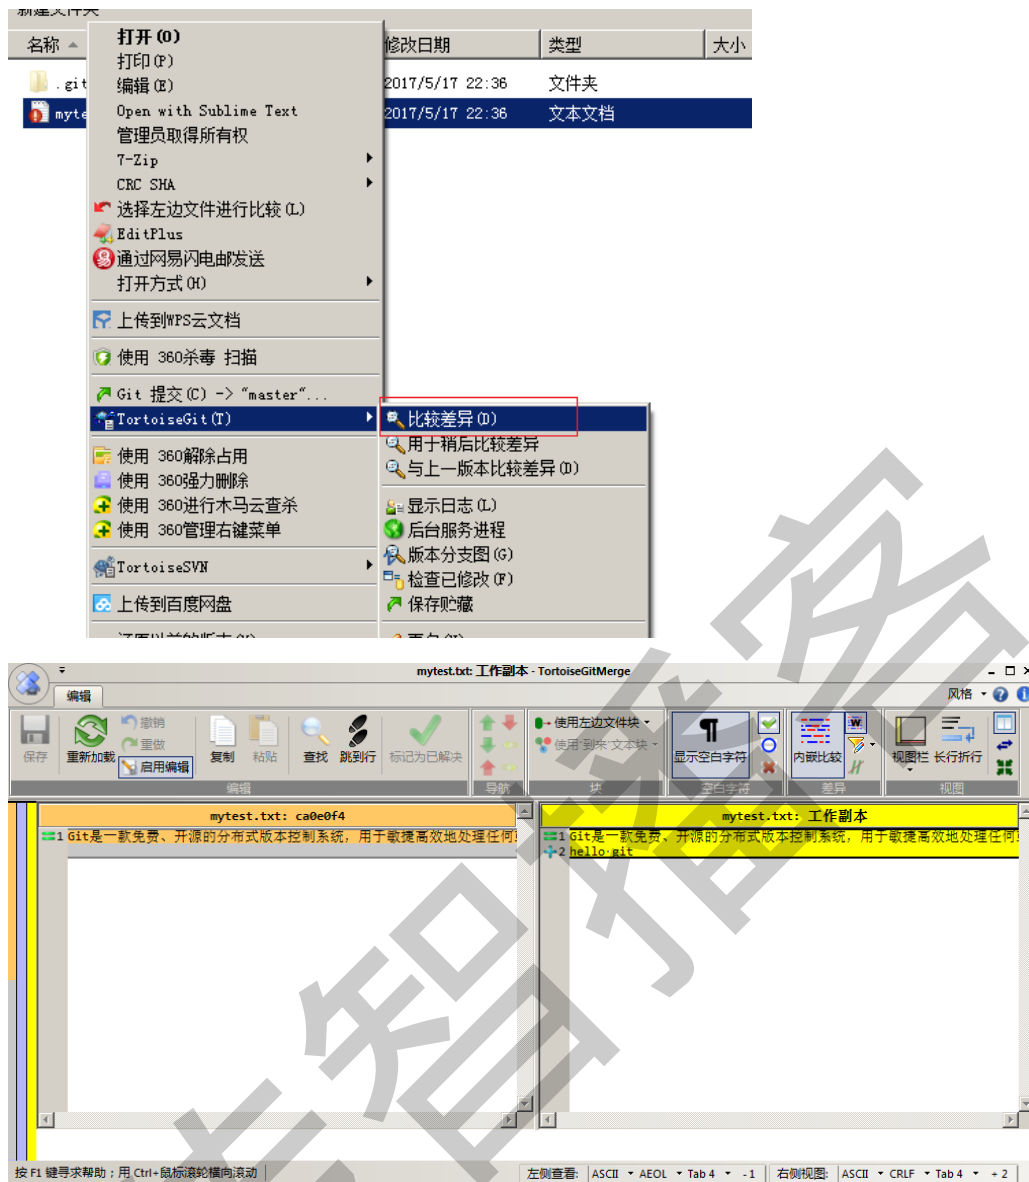 新建文件夹
名称 修改日期 类型 大小
.git 2017/5/17 22:36 文件夹
myte 2017/5/17 22:36 文本文档
打开(O)
打印(P)
编辑(E)
Open with Sublime Text
管理员取得所有权
7-Zip
CRC SHA
选择左边文件进行比较(L)
EditPlus
通过网易闪电邮发送
打开方式(H)
上传到WPS云文档
使用 360杀毒 扫描
Git 提交(C) -> "master"...
TortoiseGit(T)
使用 360解除占用
使用 360强力删除
使用 360进行木马云查杀
使用 360管理右键菜单
TortoiseSVN
上传到百度网盘
还原以前的版本(V)
比较差异(D)
用于稍后比较差异
与上一版本比较差异(D)
显示日志(L)
后台服务进程
版本分支图(G)
检查已修改(F)
保存贮藏
mytest.txt: 工作副本 - TortoiseGitMerge
编辑 风格
保存 重新加载 撤销 重做 启用编辑 复制 粘贴 查找 跳到行 标记为已解决 使用左边文件块 使用'到来'文本块 显示空白字符 内嵌比较 视图栏 长行折行
编辑 导航 块 空白字符 差异 视图
mytest.txt: ca0e0f4 mytest.txt: 工作副本
1 Git是一款免费、开源的分布式版本控制系统，用于敏捷高效地处理任何
1 Git是一款免费、开源的分布式版本控制系统，用于敏捷高效地处理任何
2 hello·git
按 F1 键寻求帮助；用 Ctrl+鼠标滚轮横向滚动 左侧查看: ASCII AEOL Tab 4 - 1 右侧视图: ASCII CRLF Tab 4 + 2
传智播客